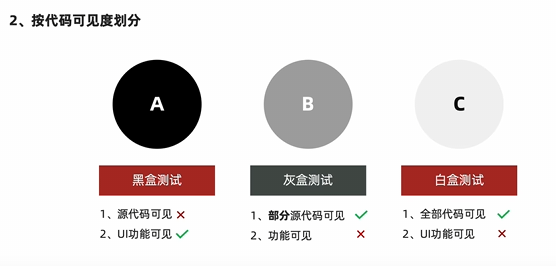 2、按代码可见度划分
A
B
C
黑盒测试
灰盒测试
白盒测试
1、源代码可见 ✗
2、UI功能可见 ✓
1、部分源代码可见 ✓
2、功能可见 ✗
1、全部代码可见 ✓
2、UI功能可见 ✗